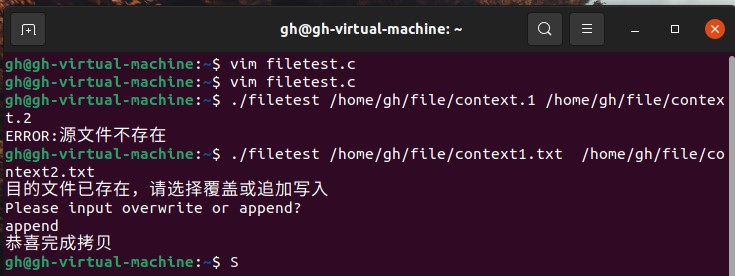 gh@gh-virtual-machine: ~
gh@gh-virtual-machine:~$ vim filetest.c
gh@gh-virtual-machine:~$ vim filetest.c
gh@gh-virtual-machine:~$ ./filetest /home/gh/file/context.1 /home/gh/file/contex
t.2
ERROR:源文件不存在
gh@gh-virtual-machine:~$ ./filetest /home/gh/file/context1.txt  /home/gh/file/co
ntext2.txt
目的文件已存在，请选择覆盖或追加写入
Please input overwrite or append?
append
恭喜完成拷贝
gh@gh-virtual-machine:~$ S